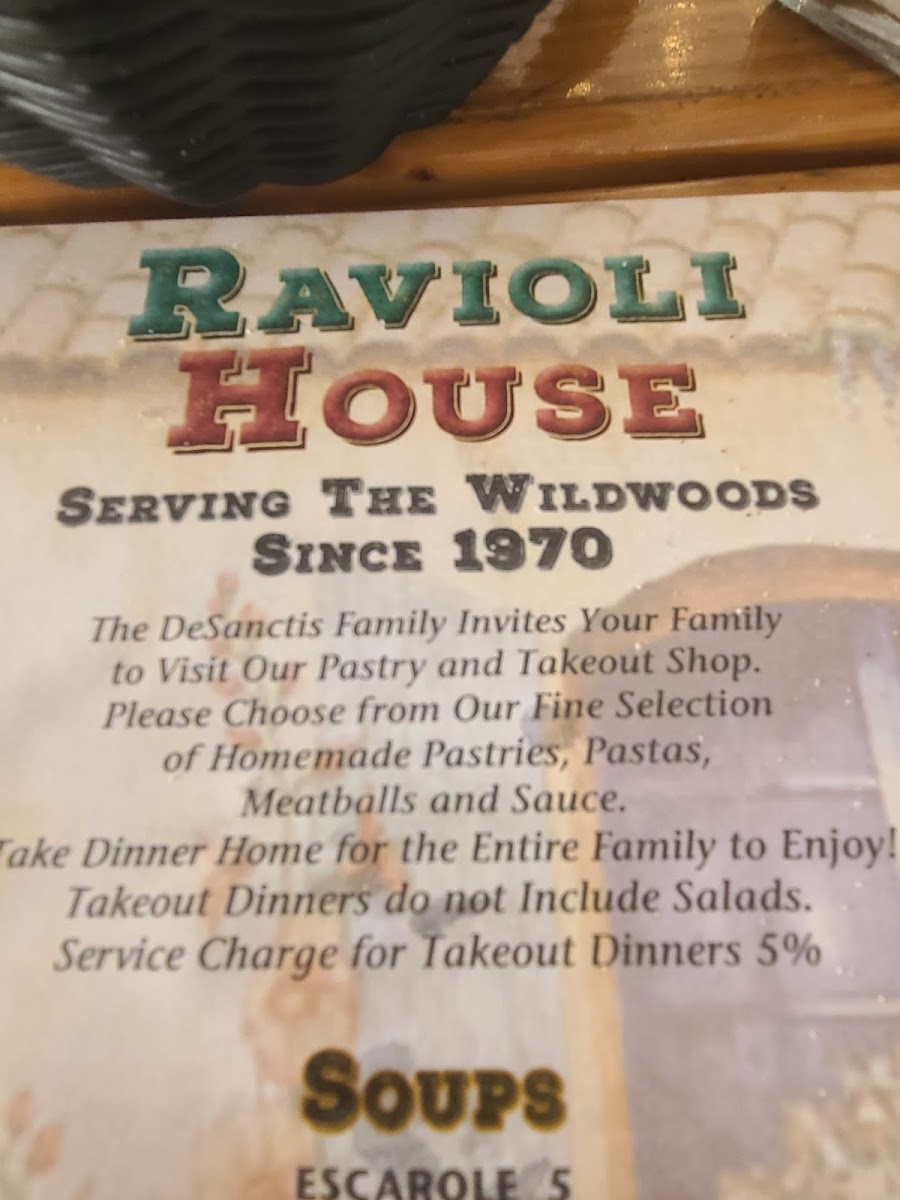 RAVIOLI
HOUSE
SERVING THE WILDWOODS
SINCE 1970
The DeSanctis Family Invites Your Family
to Visit Our Pastry and Takeout Shop.
Please Choose from Our Fine Selection
of Homemade Pastries, Pastas,
Meatballs and Sauce.
Take Dinner Home for the Entire Family to Enjoy!
Takeout Dinners do not Include Salads.
Service Charge for Takeout Dinners 5%
SOUPS
ESCAROLE 5